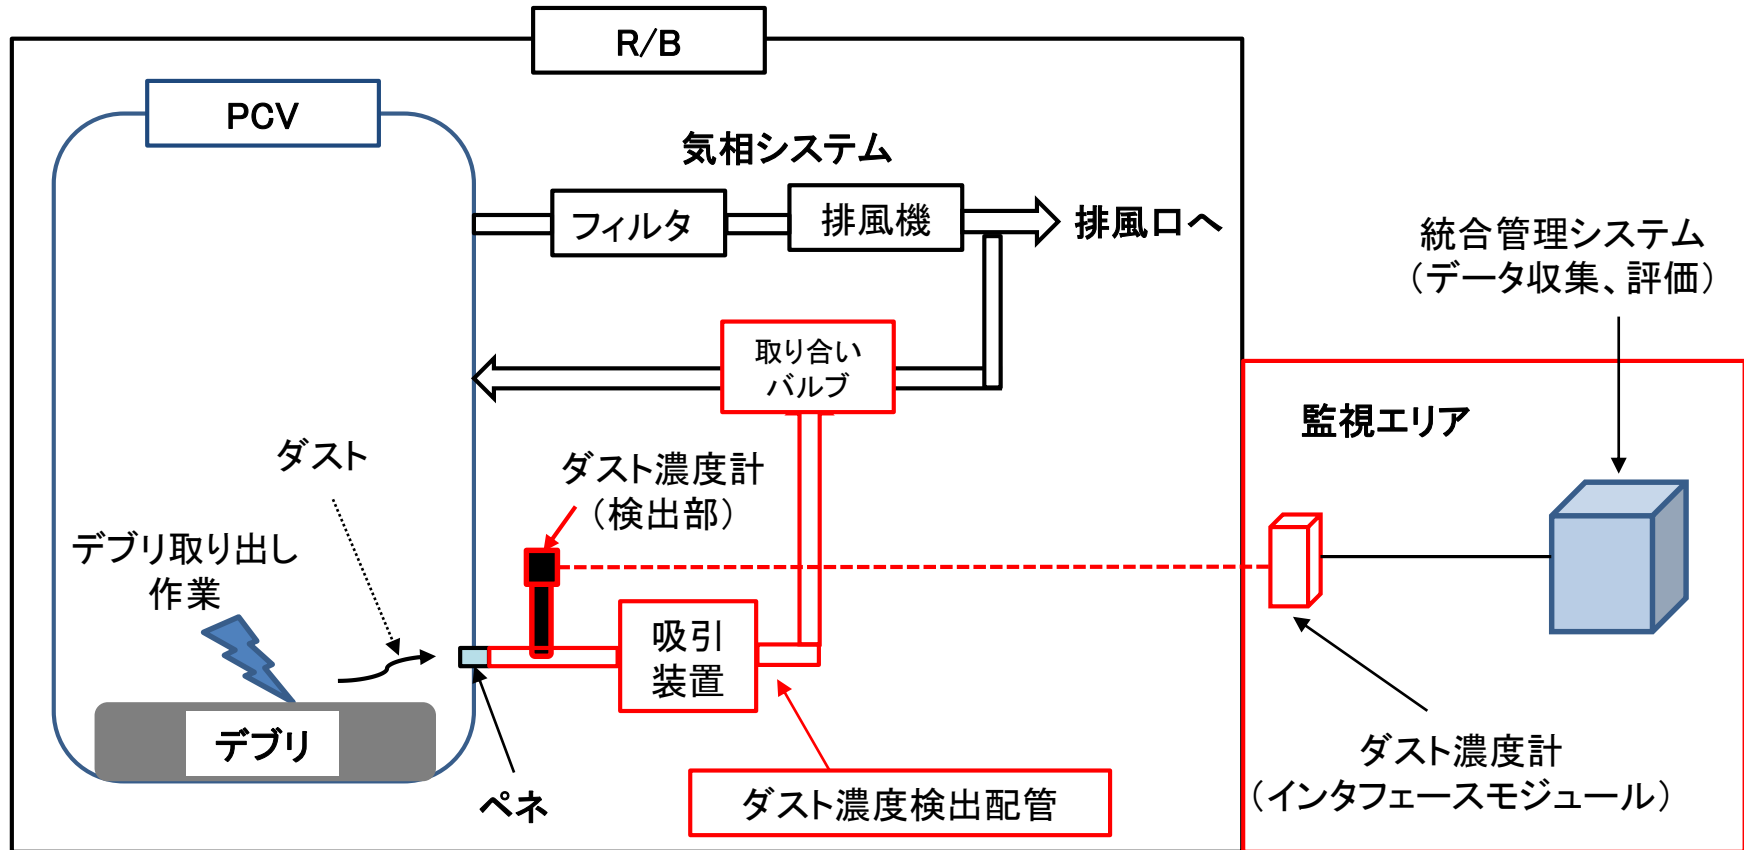 R/B
PCV
気相システム
フィルタ
排風機
排風口へ
統合管理システム
（データ収集、評価）
取り合い
バルブ
監視エリア
ダスト
ダスト濃度計
（検出部）
デブリ取り出し
作業
吸引
装置
デブリ
ペネ
ダスト濃度検出配管
ダスト濃度計
（インタフェースモジュール）